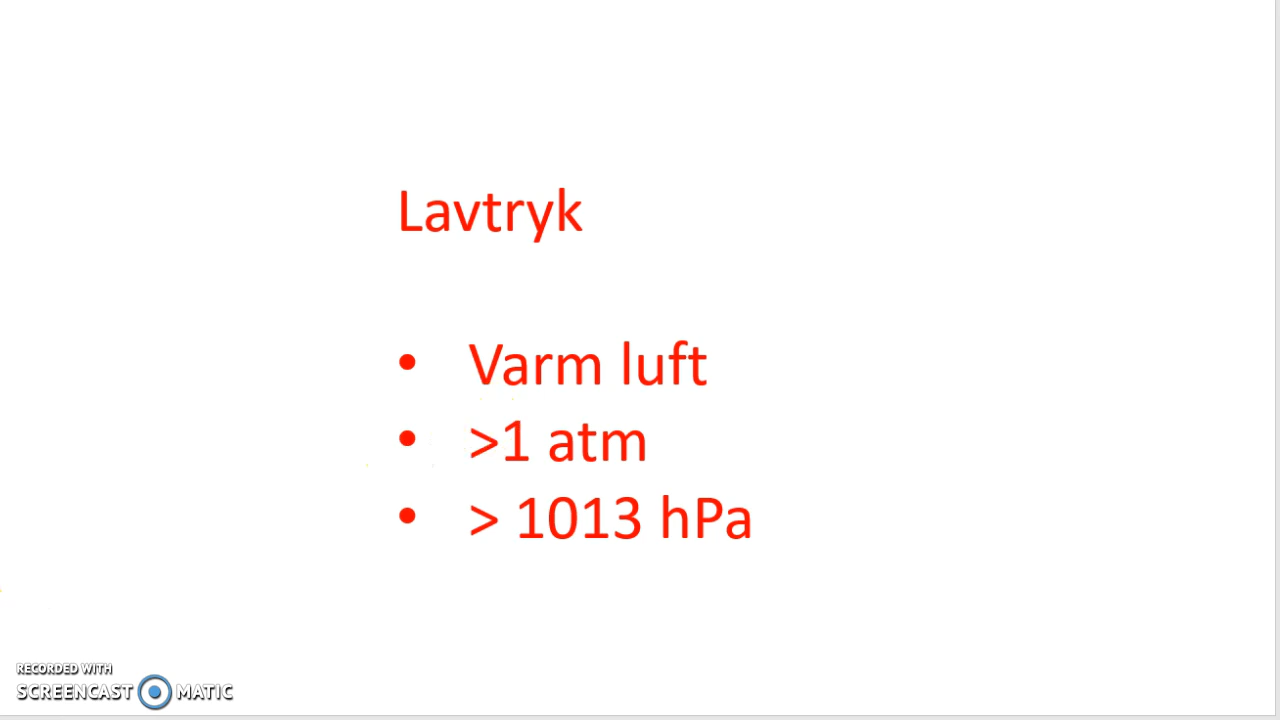 Lavtryk
• Varm luft
• >1 atm
• > 1013 hPa
RECORDED WITH
SCREENCAST MATIC